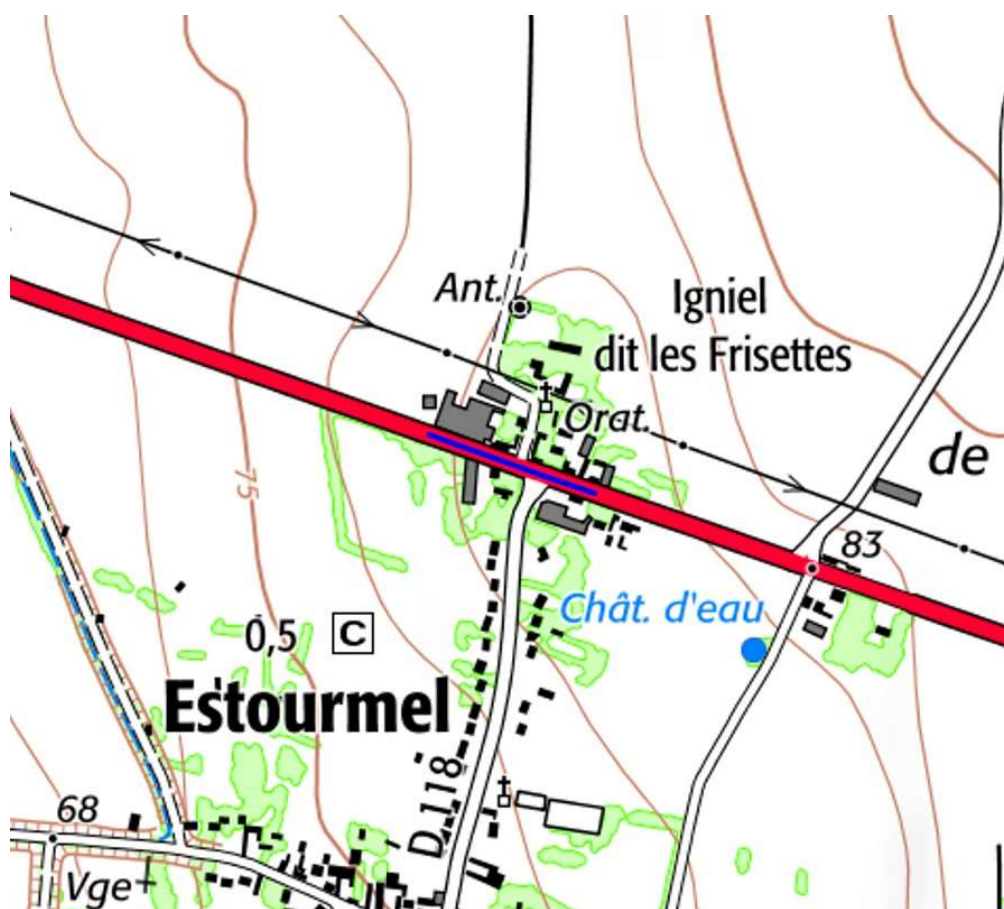 Ant.
Igniel
dit les Frisettes
Orat.
de
75
83
Chât. d'eau
0,5 C
Estourmel
D 118
68
Vge